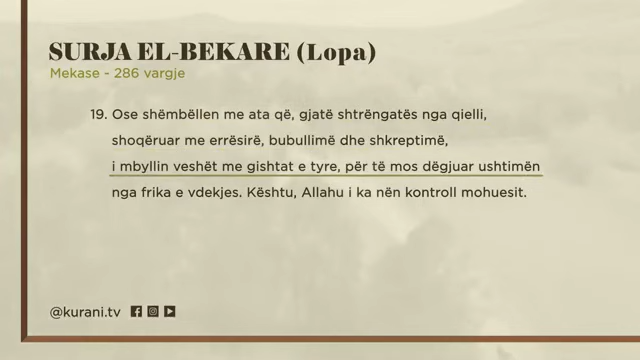 SURJA EL-BEKARE (Lopa)
Mekase - 286 vargje
19. Ose shëmbëllen me ata që, gjatë shtrëngatës nga qielli,
shoqëruar me errësirë, bubullimë dhe shkreptimë,
i mbyllin veshët me gishtat e tyre, për të mos dëgjuar ushtimën
nga frika e vdekjes. Kështu, Allahu i ka nën kontroll mohuesit.
@kurani.tv